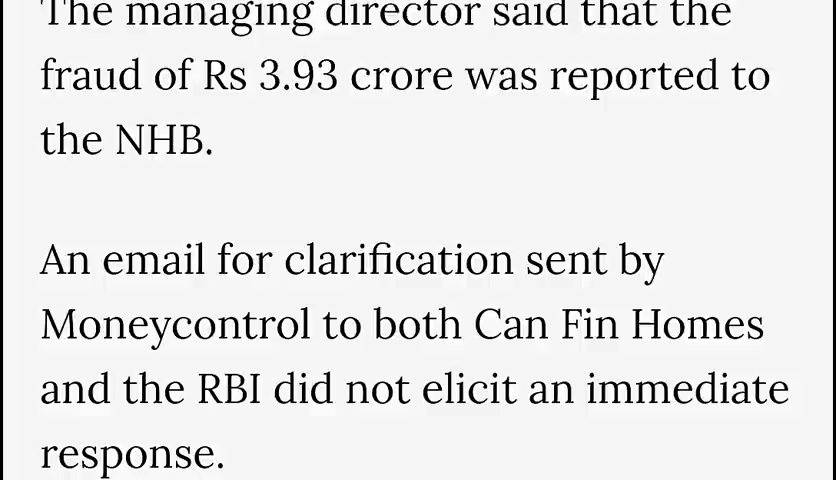 The managing director said that the
fraud of Rs 3.93 crore was reported to
the NHB.
An email for clarification sent by
Moneycontrol to both Can Fin Homes
and the RBI did not elicit an immediate
response.